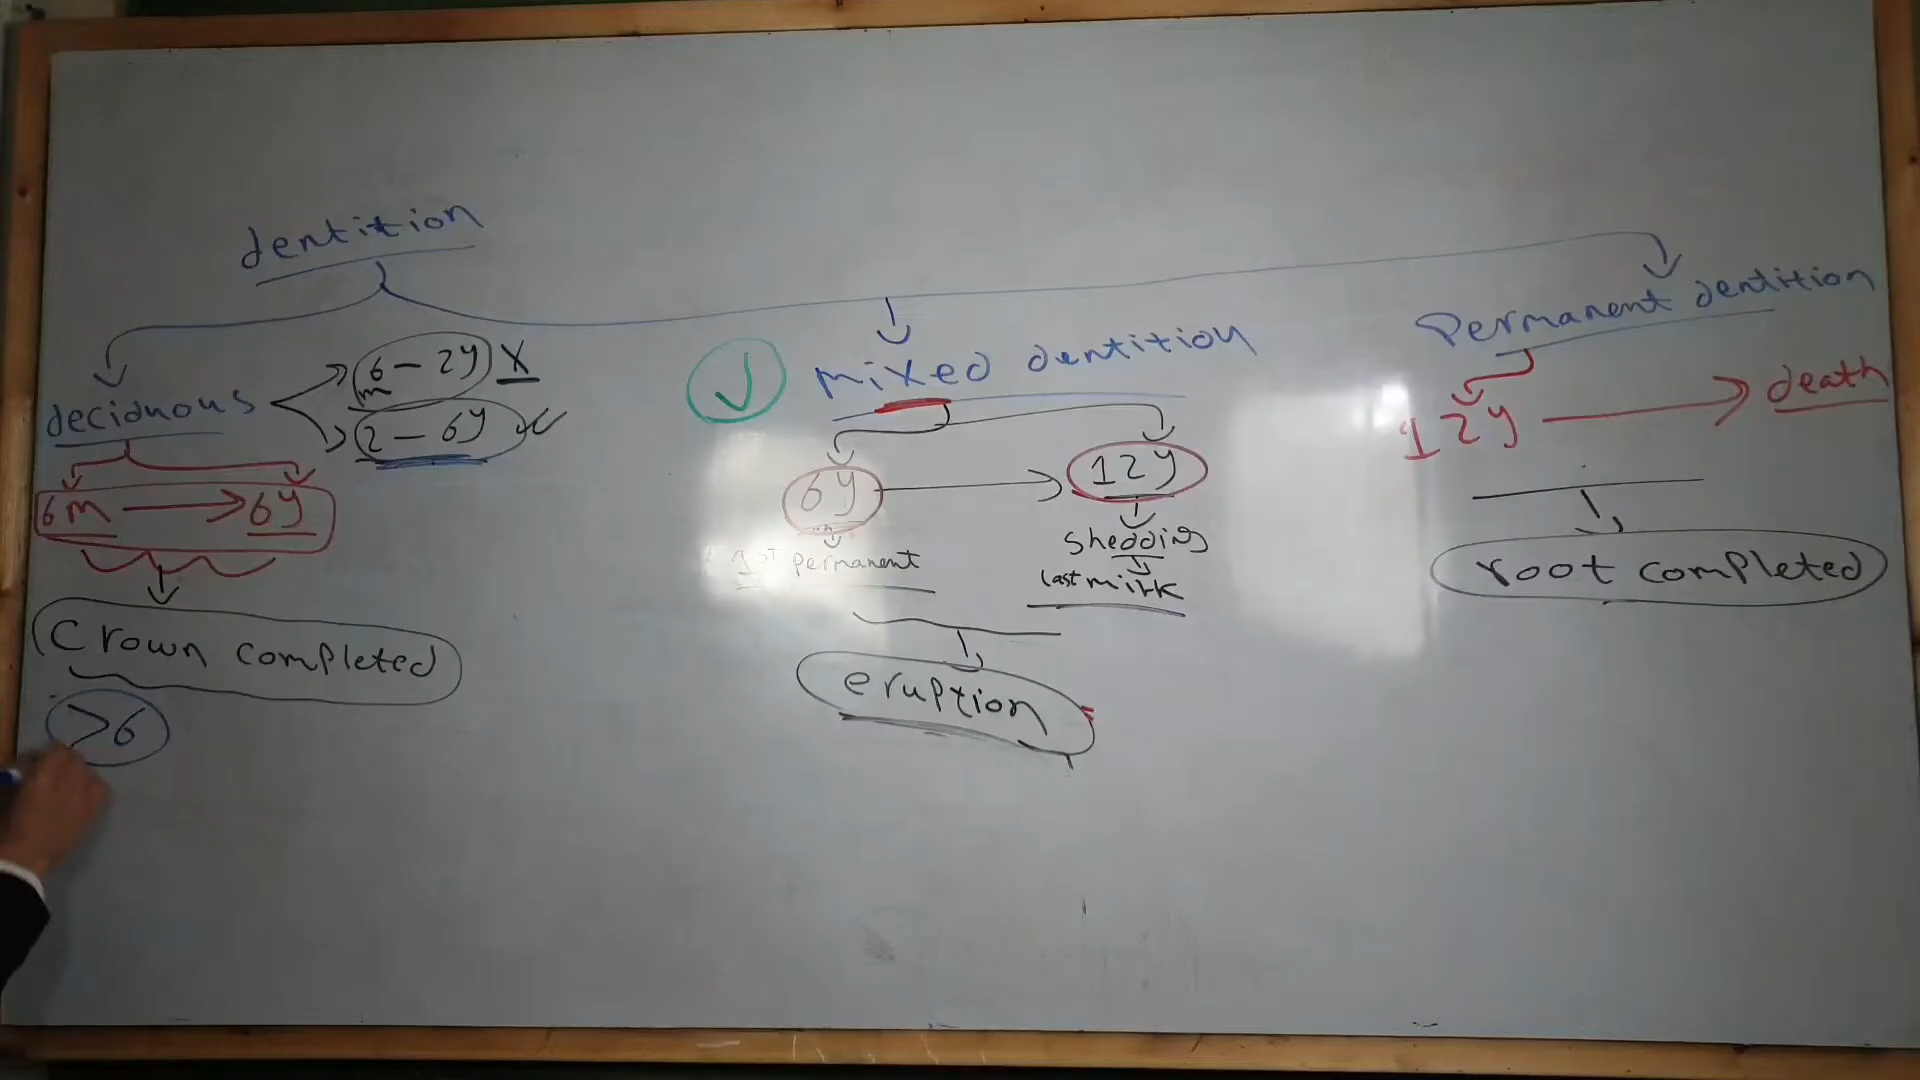 dentition
deciduous
6m - 2y X
2 - 6y ✓
6m → 6y
Crown completed
>6
✓ mixed dentition
6y → 12y
1st permanent
shedding
last milk
eruption
Permanent dentition
12y → death
root completed